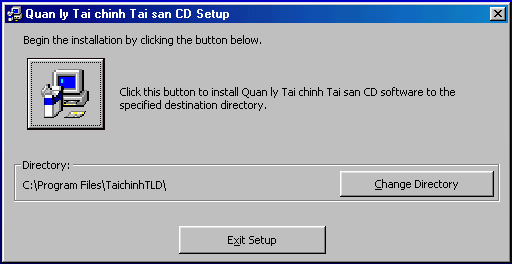 Quan ly Tai chinh Tai san CD Setup
Begin the installation by clicking the button below.
Click this button to install Quan ly Tai chinh Tai san CD software to the
specified destination directory.
Directory:
C:\Program Files\TaichinhTLD\
Change Directory
Exit Setup